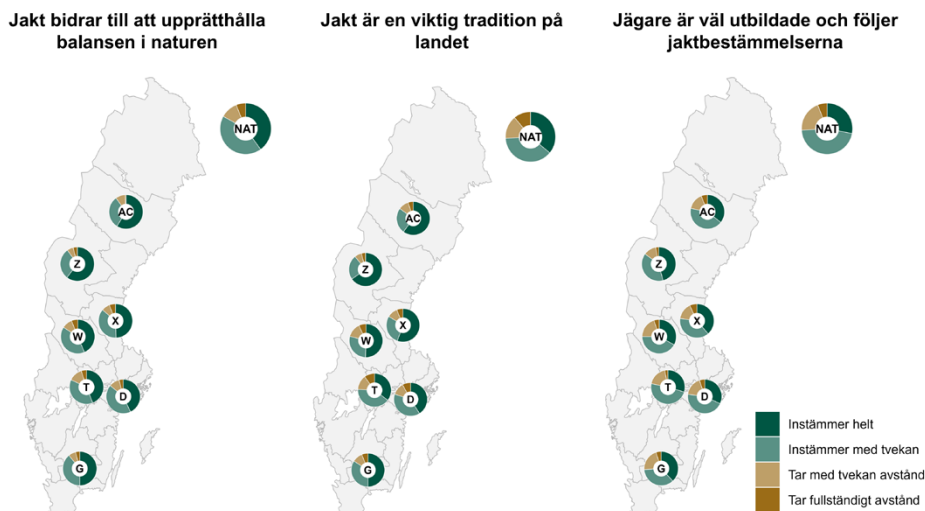 Jakt bidrar till att upprätthålla
balansen i naturen
Jakt är en viktig tradition på
landet
Jägare är väl utbildade och följer
jaktbestämmelserna
NAT
AC
Z
X
W
T
D
G
NAT
AC
Z
X
W
T
D
G
NAT
AC
Z
X
W
T
D
G
Instämmer helt
Instämmer med tvekan
Tar med tvekan avstånd
Tar fullständigt avstånd